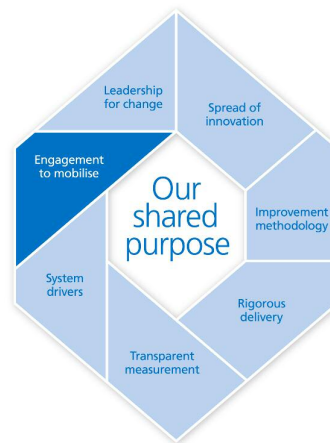 Leadership
for change
Spread of
innovation
Engagement
to mobilise
Our
shared
purpose
Improvement
methodology
System
drivers
Rigorous
delivery
Transparent
measurement